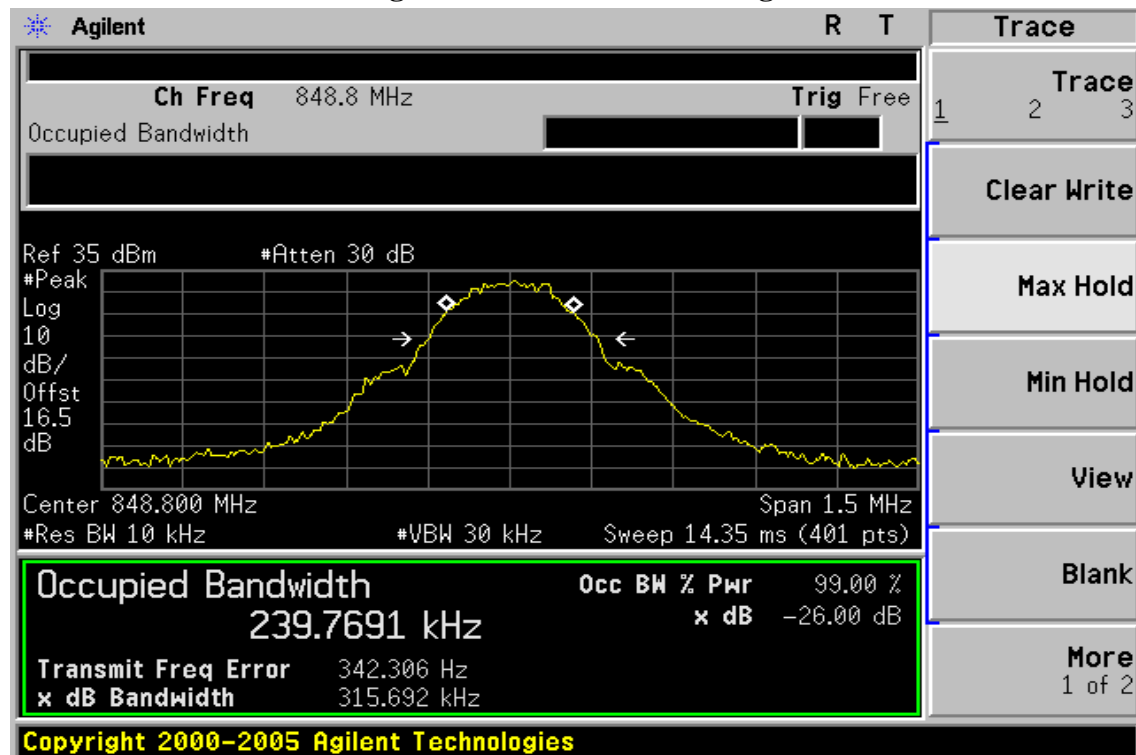 Agilent R T Trace
Ch Freq 848.8 MHz Trig Free
Occupied Bandwidth
Trace
1 2 3
Clear Write
Max Hold
Min Hold
View
Blank
More
1 of 2
Ref 35 dBm #Atten 30 dB
#Peak
Log
10
dB/
Offst
16.5
dB
Center 848.800 MHz Span 1.5 MHz
#Res BW 10 kHz #VBW 30 kHz Sweep 14.35 ms (401 pts)
Occupied Bandwidth Occ BW % Pwr 99.00 %
239.7691 kHz x dB -26.00 dB
Transmit Freq Error 342.306 Hz
x dB Bandwidth 315.692 kHz
Copyright 2000-2005 Agilent Technologies